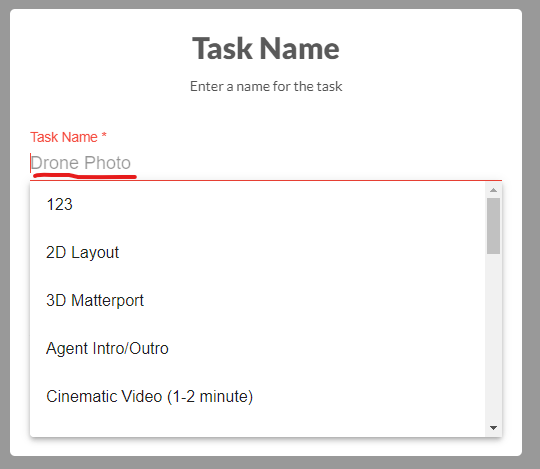 Task Name
Enter a name for the task
Task Name *
Drone Photo
123
2D Layout
3D Matterport
Agent Intro/Outro
Cinematic Video (1-2 minute)